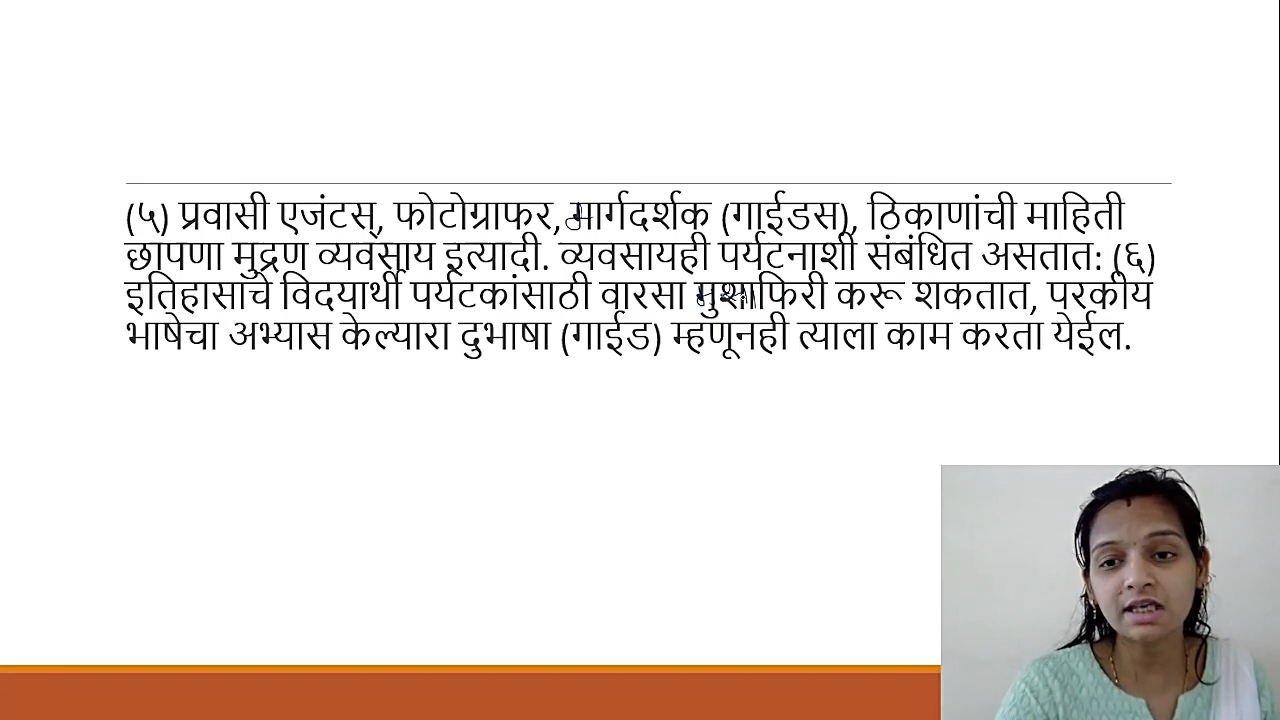 (५) प्रवासी एजंटस्, फोटोग्राफर, मार्गदर्शक (गाईडस), ठिकाणांची माहिती
छापणा मुद्रण व्यवसाय इत्यादी. व्यवसायही पर्यटनाशी संबंधित असतातः (६)
इतिहासाचे विदयार्थी पर्यटकांसाठी वारसा मुशाफिरी करू शकतात, परकीय
भाषेचा अभ्यास केल्यारा दुभाषा (गाईड) म्हणूनही त्याला काम करता येईल.